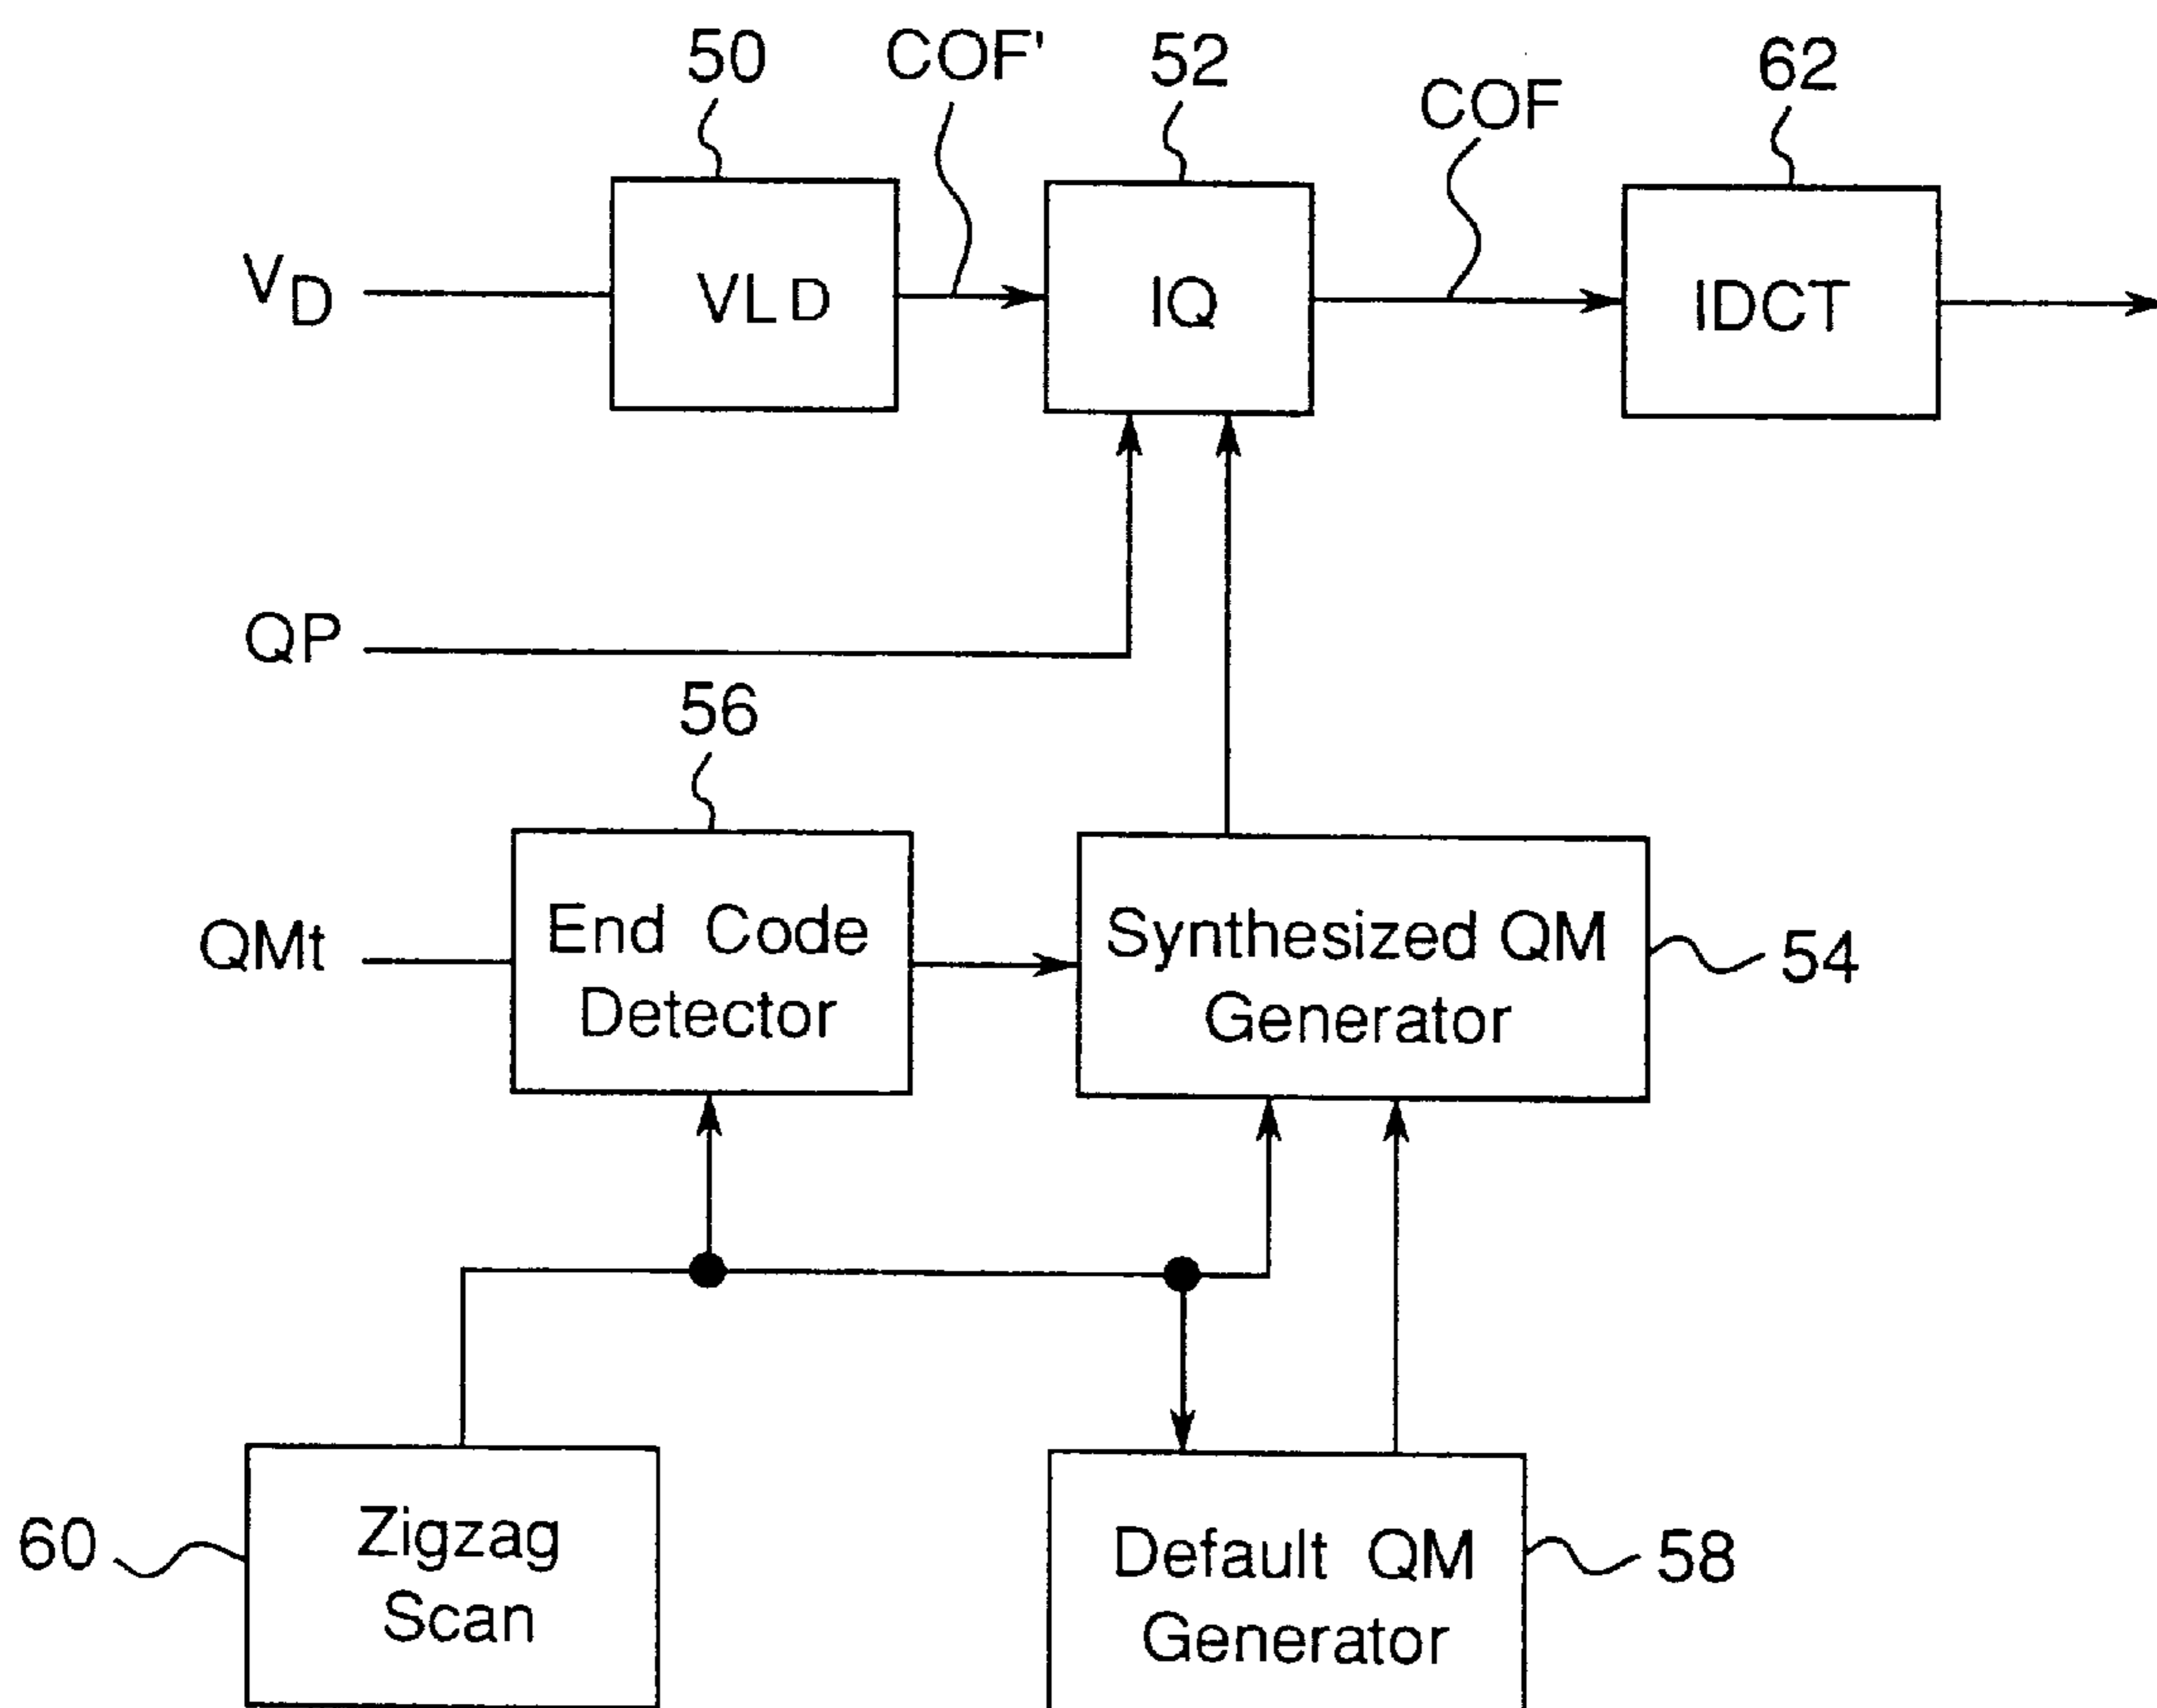 50
COF'
52
COF
62
VD
VLD
IQ
IDCT
QP
56
QMt
End Code
Detector
Synthesized QM
Generator
54
60
Zigzag
Scan
Default QM
Generator
58